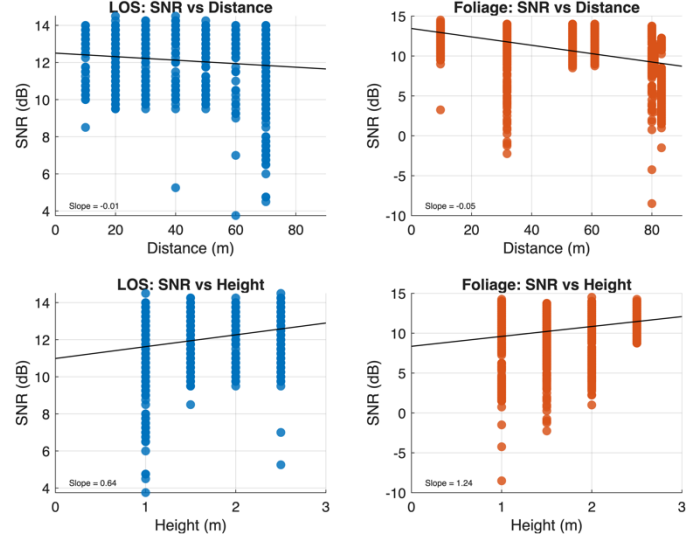 LOS: SNR vs Distance
14
12
10
8
6
4
SNR (dB)
Slope = -0.01
0 20 40 60 80
Distance (m)
Foliage: SNR vs Distance
15
10
5
0
-5
-10
SNR (dB)
Slope = -0.05
0 20 40 60 80
Distance (m)
LOS: SNR vs Height
14
12
10
8
6
4
SNR (dB)
Slope = 0.64
0 1 2 3
Height (m)
Foliage: SNR vs Height
15
10
5
0
-5
-10
SNR (dB)
Slope = 1.24
0 1 2 3
Height (m)